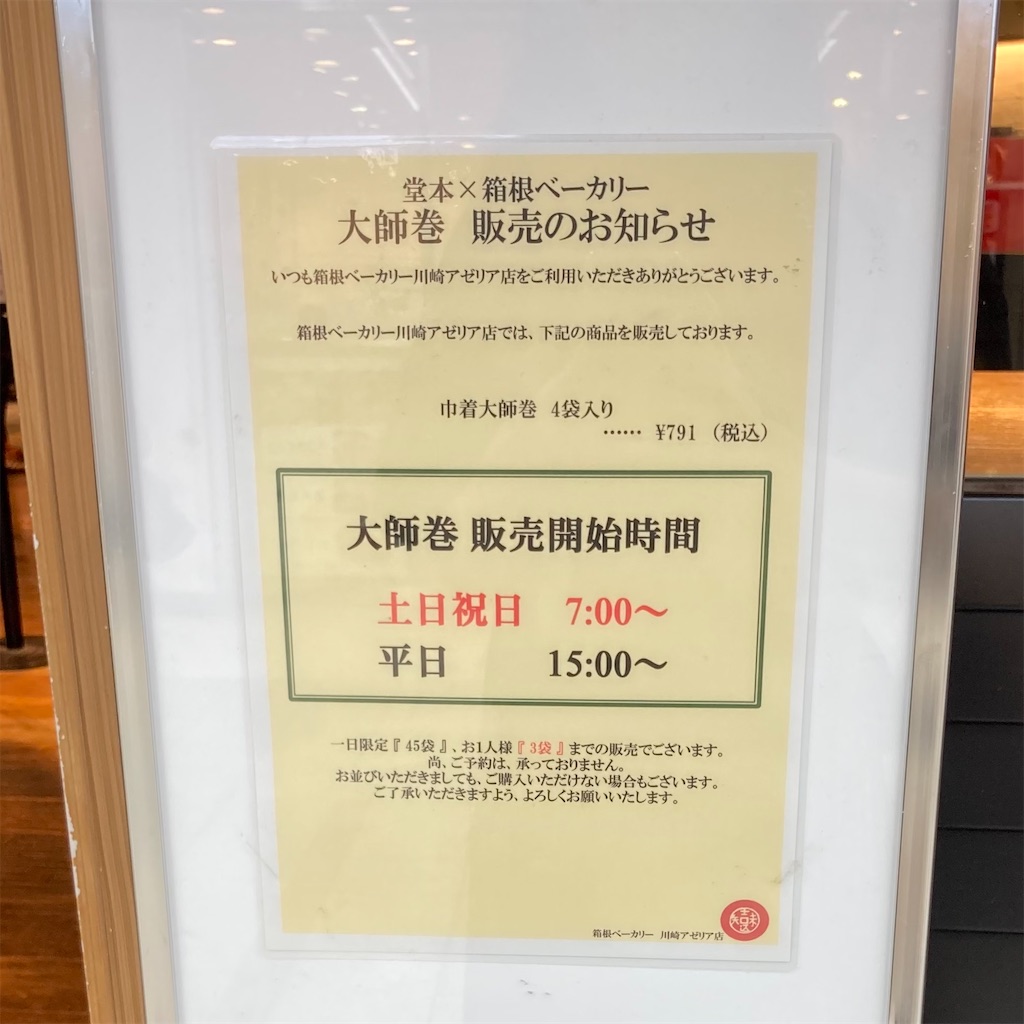 堂本×箱根ベーカリー
大師巻　販売のお知らせ
いつも箱根ベーカリー川崎アゼリア店をご利用いただきありがとうございます。
箱根ベーカリー川崎アゼリア店では、下記の商品を販売しております。
巾着大師巻　4袋入り
…… ¥791 （税込）
大師巻 販売開始時間
土日祝日　7:00～
平日　15:00～
一日限定『 45袋 』、お1人様『 3袋 』までの販売でございます。
尚、ご予約は、承っておりません。
お並びいただきましても、ご購入いただけない場合もございます。
ご了承いただきますよう、よろしくお願いいたします。
箱根ベーカリー　川崎アゼリア店